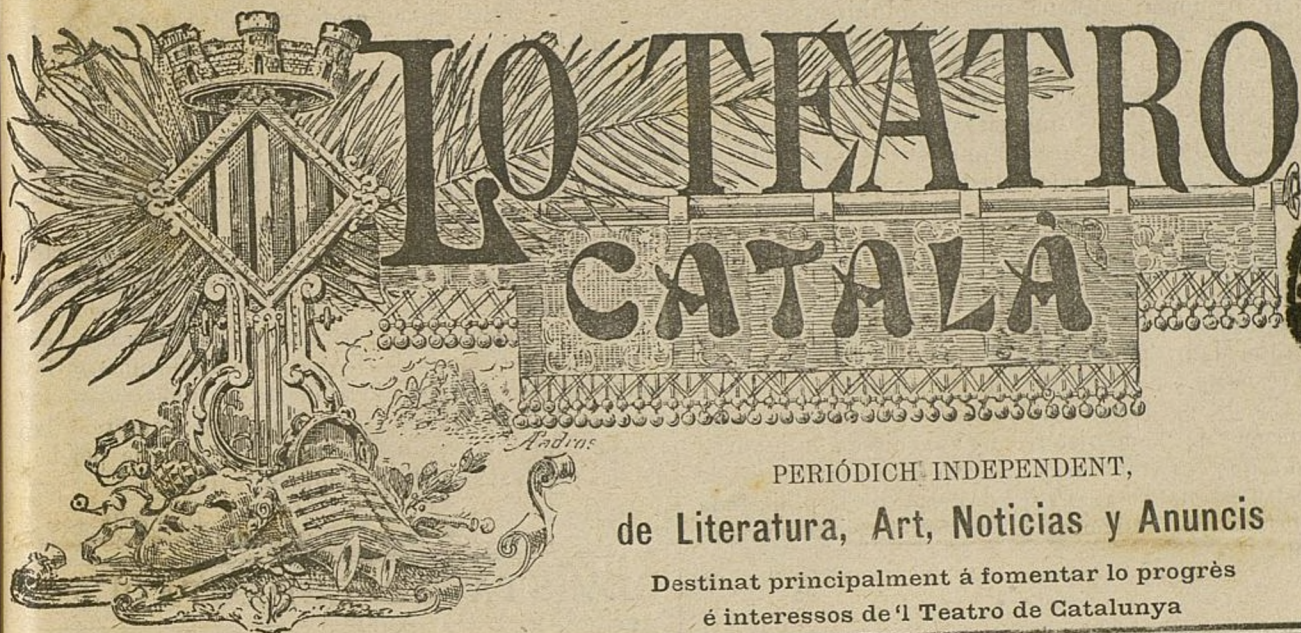 LO TEATRO
CATALÁ
PERIÓDICH INDEPENDENT,
de Literatura, Art, Noticias y Anuncis
Destinat principalment á fomentar lo progrès
é interessos de'l Teatro de Catalunya